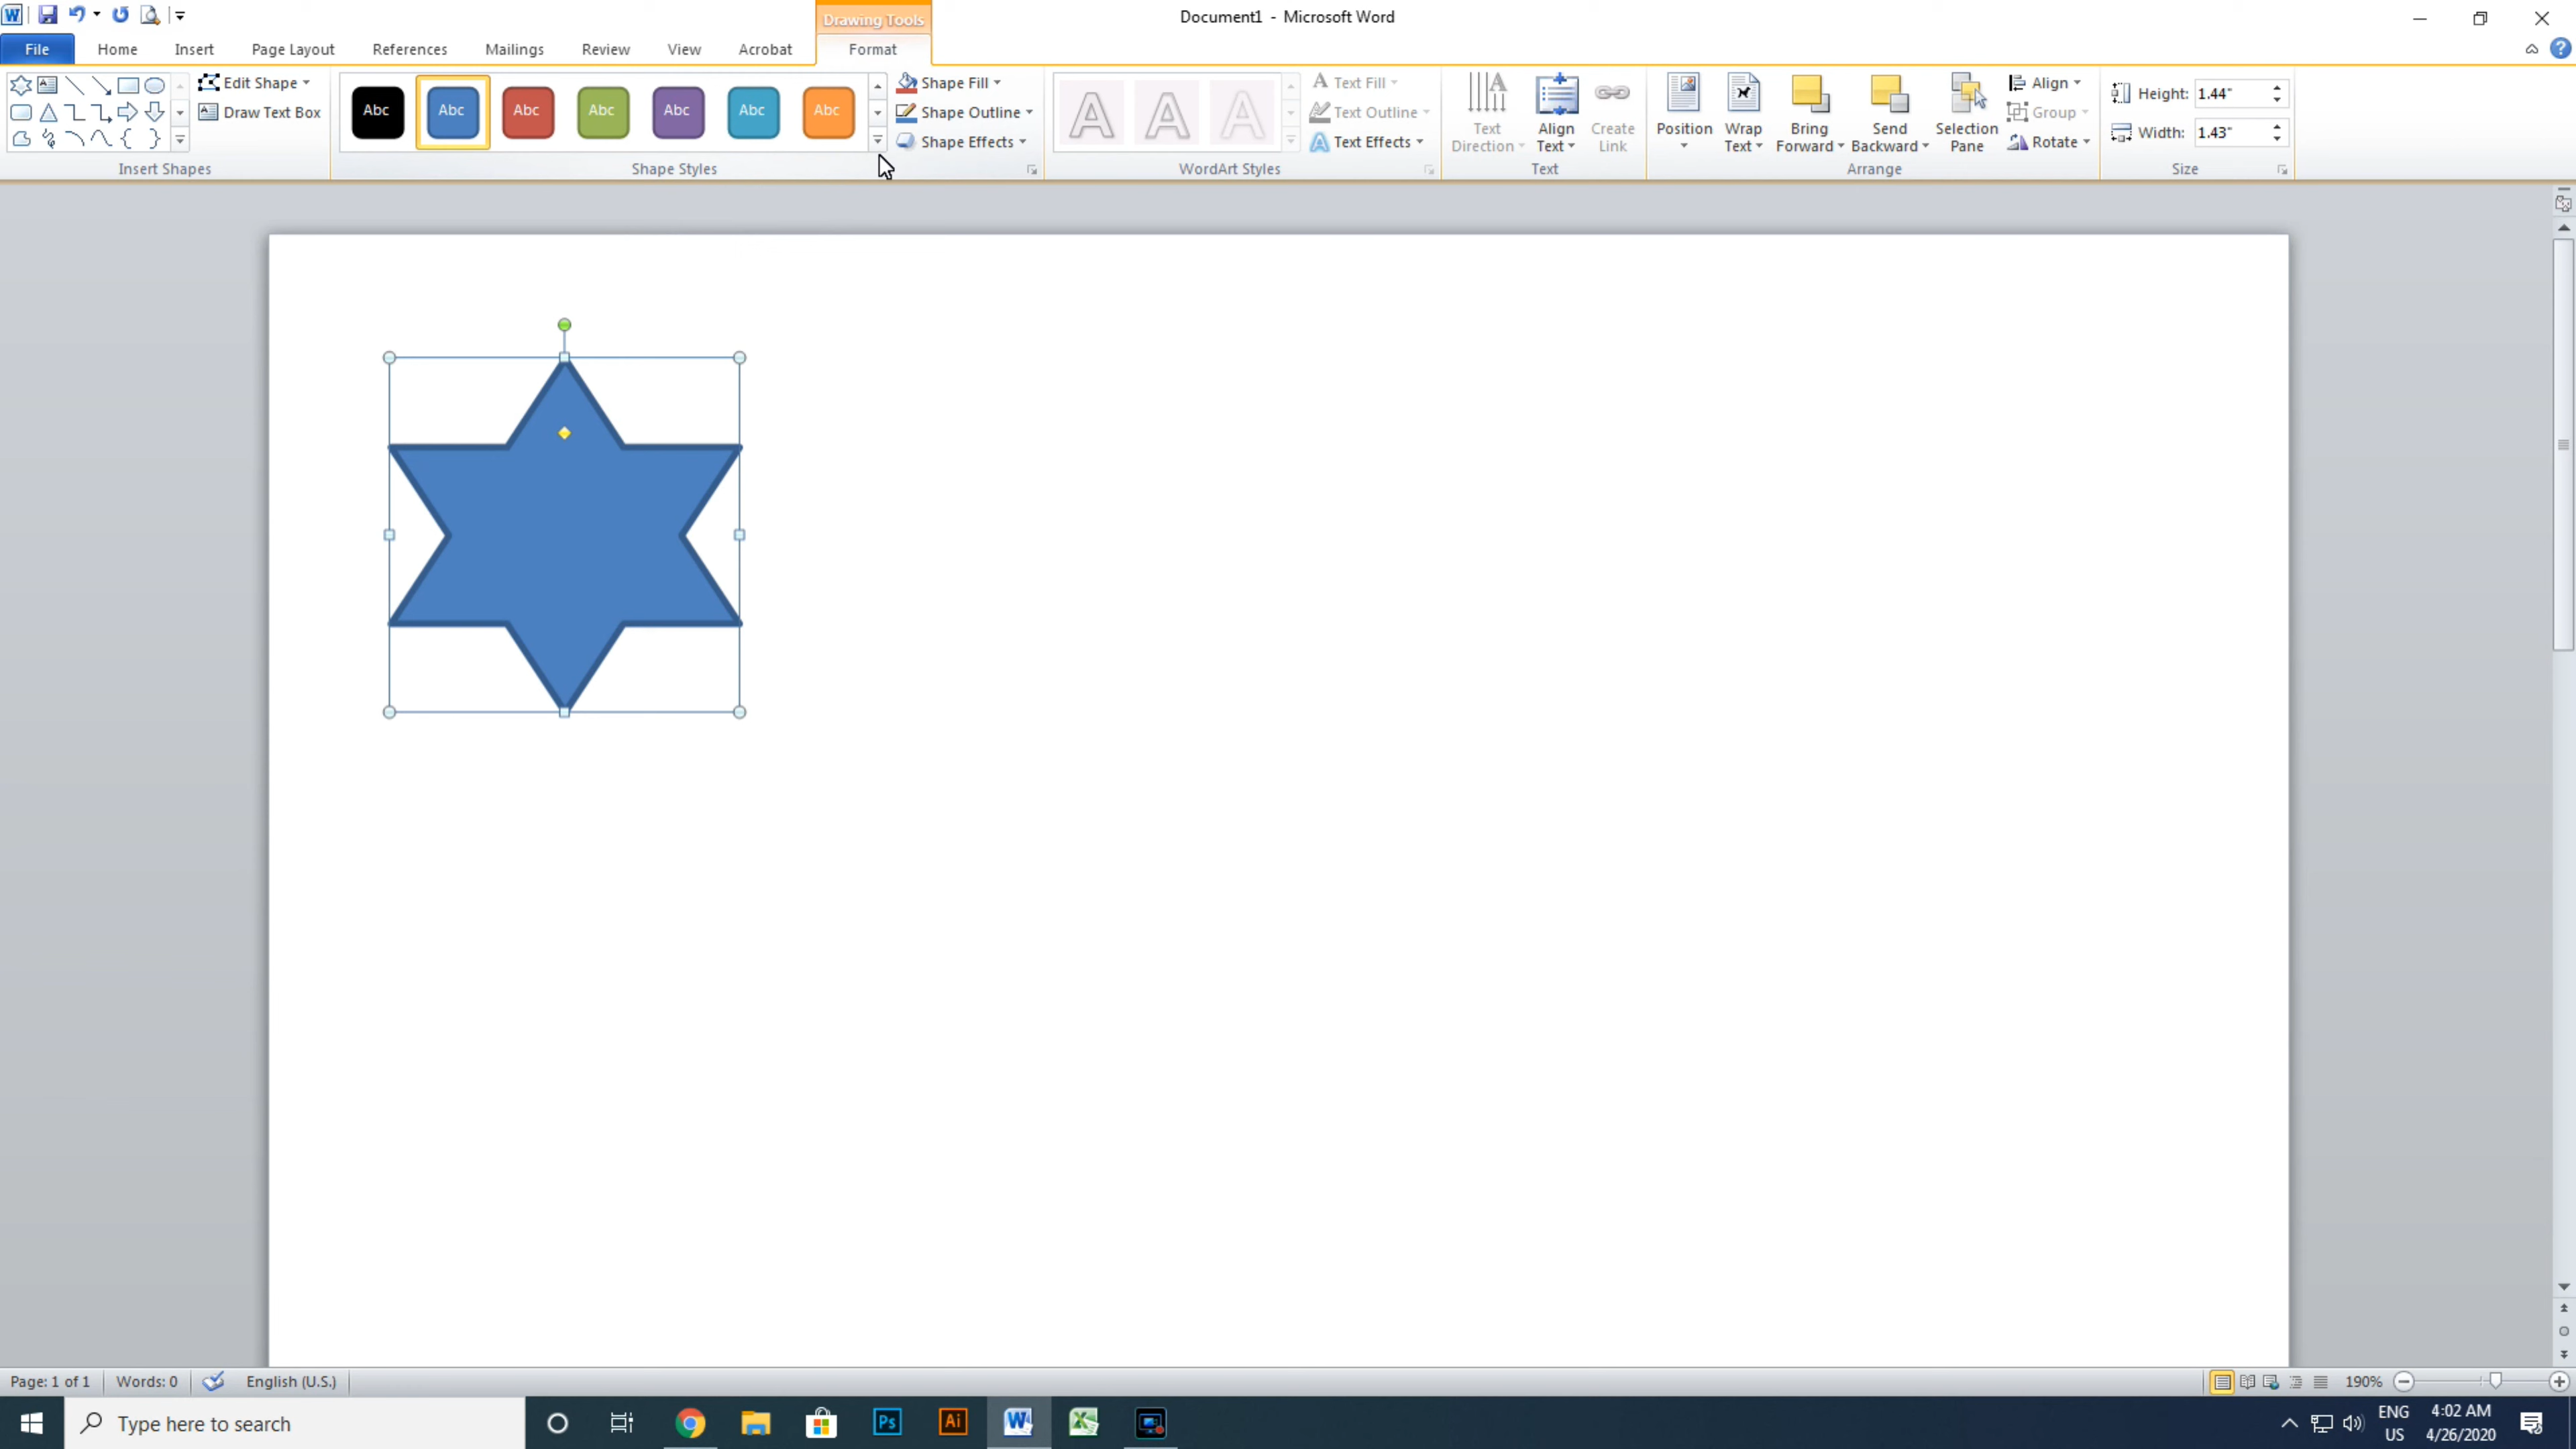 Document1 - Microsoft Word
Drawing Tools
File Home Insert Page Layout References Mailings Review View Acrobat Format
Edit Shape
Draw Text Box
Insert Shapes
Abc Abc Abc Abc Abc Abc Abc
Shape Styles
Shape Fill
Shape Outline
Shape Effects
A A A
WordArt Styles
Text Fill
Text Outline
Text Effects
Text Direction
Align Text
Create Link
Text
Position
Wrap Text
Bring Forward
Send Backward
Selection Pane
Align
Group
Rotate
Arrange
Height: 1.44"
Width: 1.43"
Size
Page: 1 of 1 Words: 0 English (U.S.) 190%
Type here to search
Ps Ai W
ENG
US
4:02 AM
4/26/2020